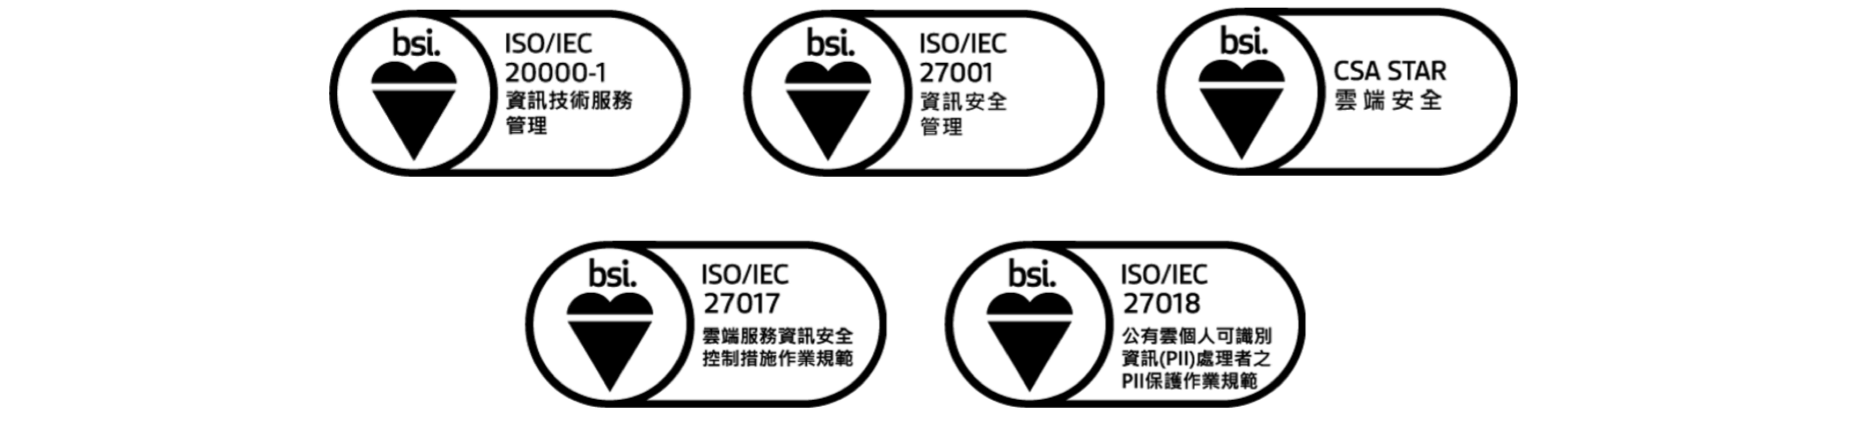 bsi.
ISO/IEC
20000-1
資訊技術服務
管理
bsi.
ISO/IEC
27001
資訊安全
管理
bsi.
CSA STAR
雲端安全
bsi.
ISO/IEC
27017
雲端服務資訊安全
控制措施作業規範
bsi.
ISO/IEC
27018
公有雲個人可識別
資訊(PII)處理者之
PII保護作業規範